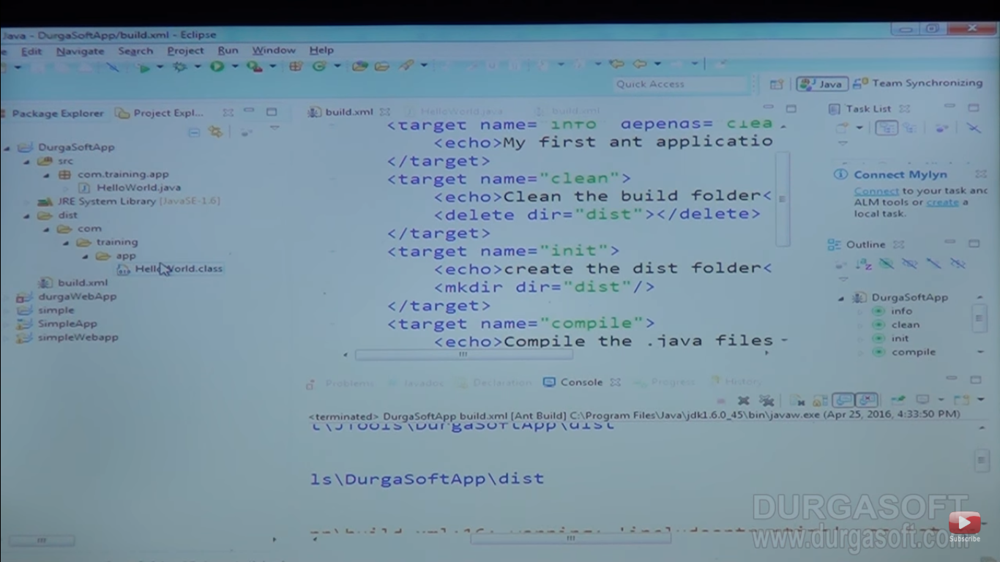 Java - DurgaSoftApp/build.xml - Eclipse
Edit Navigate Search Project Run Window Help
Quick Access
Java
Team Synchronizing
Package Explorer
Project Expl...
DurgaSoftApp
src
com.training.app
HelloWorld.java
JRE System Library [JavaSE-1.6]
dist
com
training
app
HelloWorld.class
build.xml
durgaWebApp
simple
SimpleApp
simpleWebapp
build.xml HelloWorld.java build.xml
<target name="info" depends="clea
<echo>My first ant applicatio
</target>
<target name="clean">
<echo>Clean the build folder<
<delete dir="dist"></delete>
</target>
<target name="init">
<echo>create the dist folder<
<mkdir dir="dist"/>
</target>
<target name="compile">
<echo>Compile the .java files
Task List
Connect Mylyn
Connect to your task and
ALM tools or create a
local task.
Outline
DurgaSoftApp
info
clean
init
compile
Problems Javadoc Declaration Console Progress History
<terminated> DurgaSoftApp build.xml [Ant Build] C:\Program Files\Java\jdk1.6.0_45\bin\javaw.exe (Apr 25, 2016, 4:33:50 PM)
t\JTools\DurgaSoftApp\dist
ls\DurgaSoftApp\dist
DURGASOFT
www.durgasoft.com
Subscribe